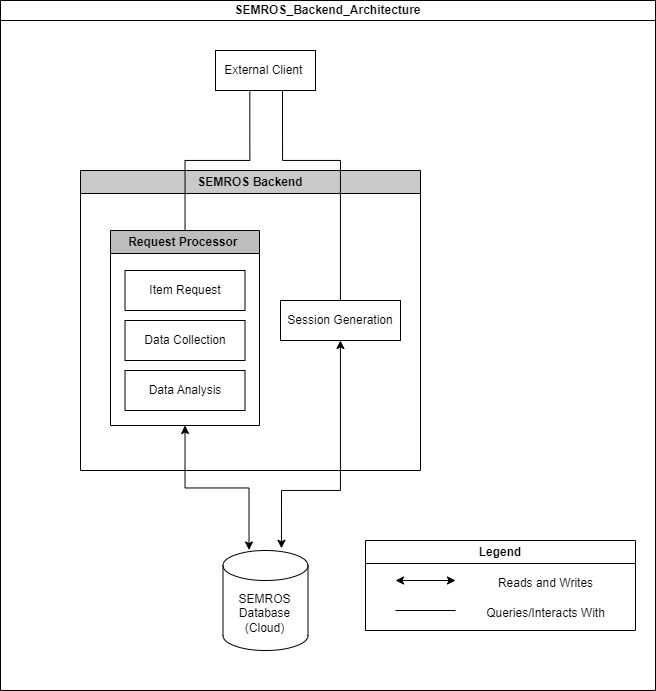 SEMROS_Backend_Architecture
External Client
SEMROS Backend
Request Processor
Item Request
Data Collection
Data Analysis
Session Generation
SEMROS
Database
(Cloud)
Legend
Reads and Writes
Queries/Interacts With